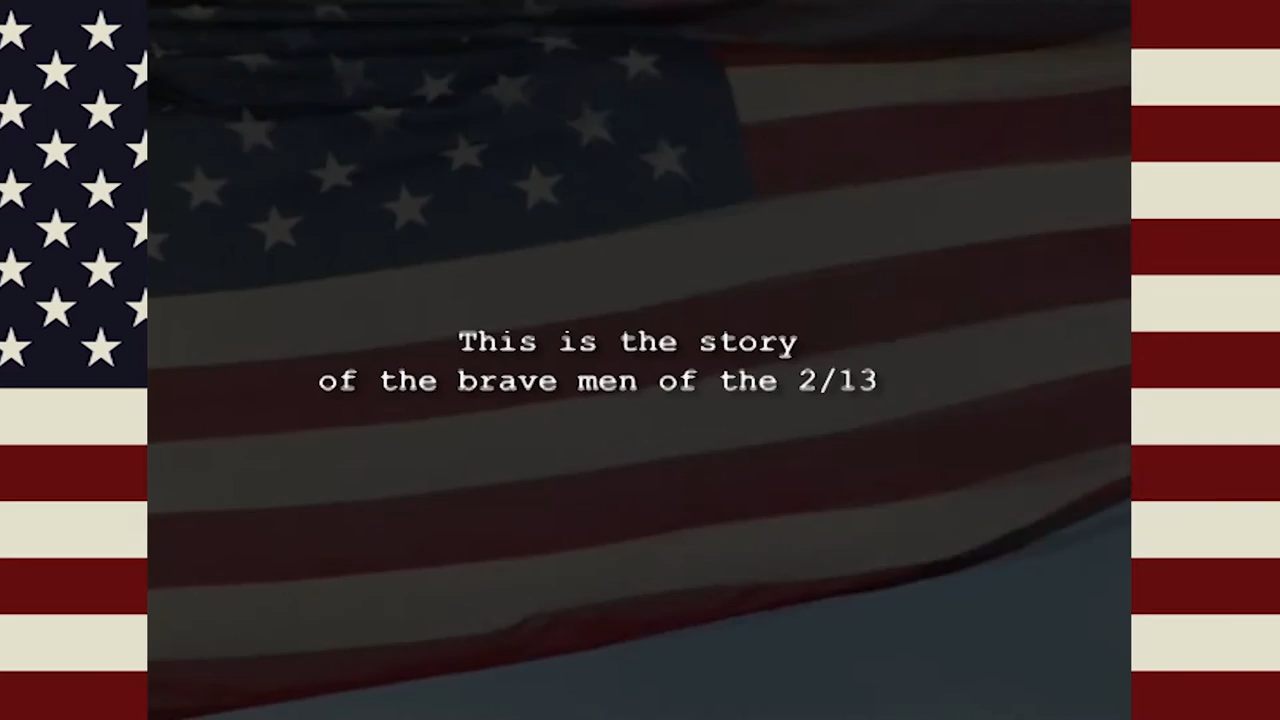 This is the story
of the brave men of the 2/13